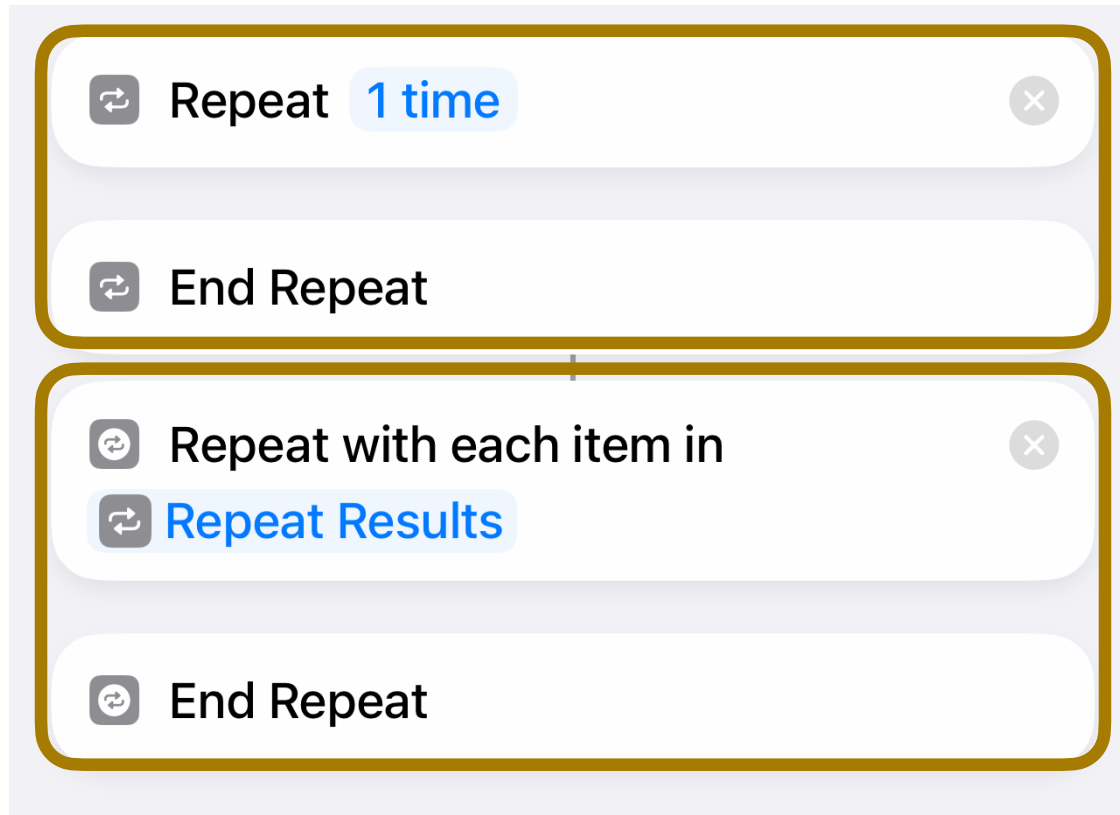 Repeat 1 time
End Repeat
Repeat with each item in
Repeat Results
End Repeat